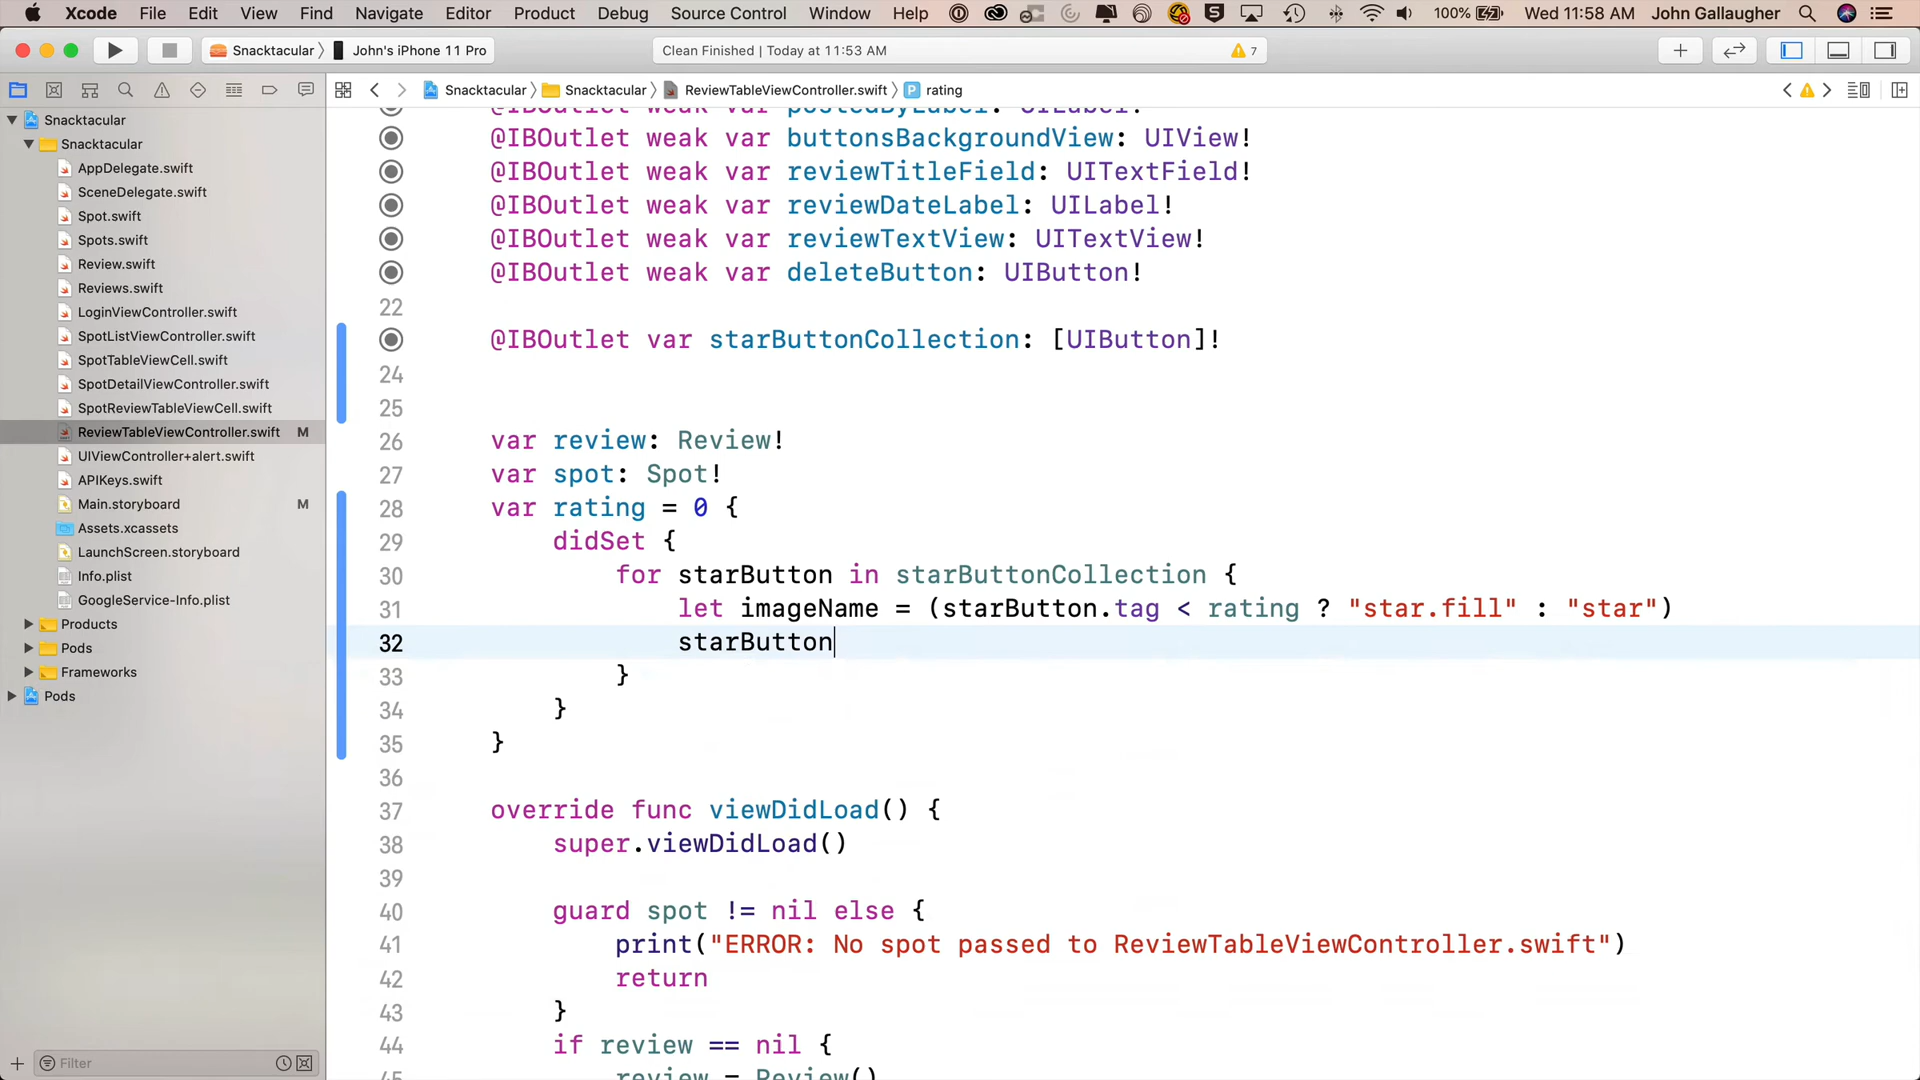 Xcode File Edit View Find Navigate Editor Product Debug Source Control Window Help 100% Wed 11:58 AM John Gallaugher
Snacktacular John's iPhone 11 Pro Clean Finished | Today at 11:53 AM 7
Snacktacular Snacktacular ReviewTableViewController.swift P rating
Snacktacular
Snacktacular
AppDelegate.swift
SceneDelegate.swift
Spot.swift
Spots.swift
Review.swift
Reviews.swift
LoginViewController.swift
SpotListViewController.swift
SpotTableViewCell.swift
SpotDetailViewController.swift
SpotReviewTableViewCell.swift
ReviewTableViewController.swift M
UIViewController+alert.swift
APIKeys.swift
Main.storyboard M
Assets.xcassets
LaunchScreen.storyboard
Info.plist
GoogleService-Info.plist
Products
Pods
Frameworks
Pods
Filter
@IBOutlet weak var postedByLabel: UILabel!
@IBOutlet weak var buttonsBackgroundView: UIView!
@IBOutlet weak var reviewTitleField: UITextField!
@IBOutlet weak var reviewDateLabel: UILabel!
@IBOutlet weak var reviewTextView: UITextView!
@IBOutlet weak var deleteButton: UIButton!
22
@IBOutlet var starButtonCollection: [UIButton]!
24
25
26 var review: Review!
27 var spot: Spot!
28 var rating = 0 {
29 didSet {
30 for starButton in starButtonCollection {
31 let imageName = (starButton.tag < rating ? "star.fill" : "star")
32 starButton
33 }
34 }
35 }
36
37 override func viewDidLoad() {
38 super.viewDidLoad()
39
40 guard spot != nil else {
41 print("ERROR: No spot passed to ReviewTableViewController.swift")
42 return
43 }
44 if review == nil {
45 review = Review()